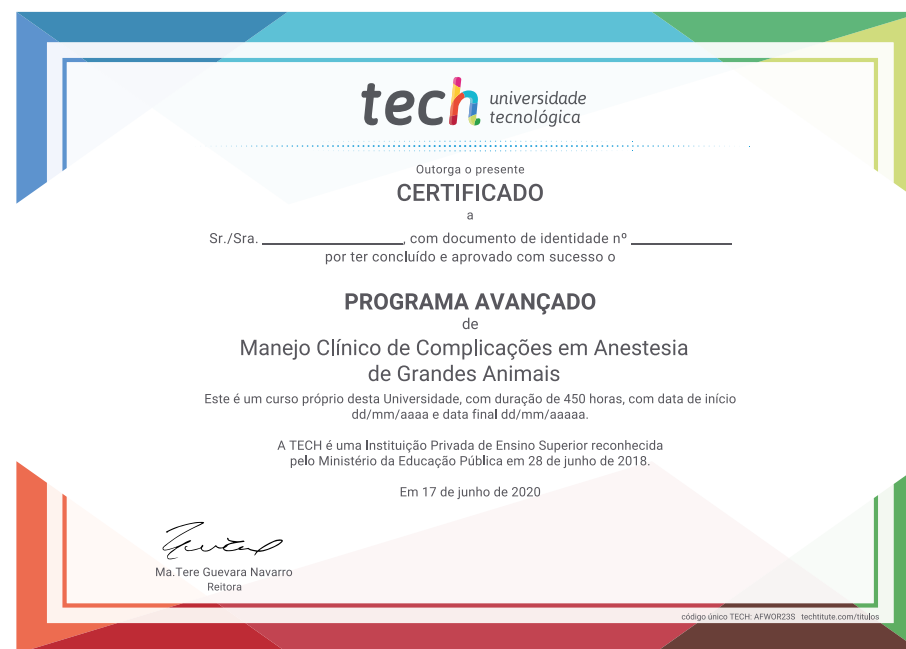 tech universidade
tecnológica
Outorga o presente
CERTIFICADO
a
Sr./Sra. ____________________, com documento de identidade nº ______________
por ter concluído e aprovado com sucesso o
PROGRAMA AVANÇADO
de
Manejo Clínico de Complicações em Anestesia
de Grandes Animais
Este é um curso próprio desta Universidade, com duração de 450 horas, com data de início
dd/mm/aaaa e data final dd/mm/aaaaa.
A TECH é uma Instituição Privada de Ensino Superior reconhecida
pelo Ministério da Educação Pública em 28 de junho de 2018.
Em 17 de junho de 2020
Ma.Tere Guevara Navarro
Reitora
código único TECH: AFWOR23S techtitute.com/titulos